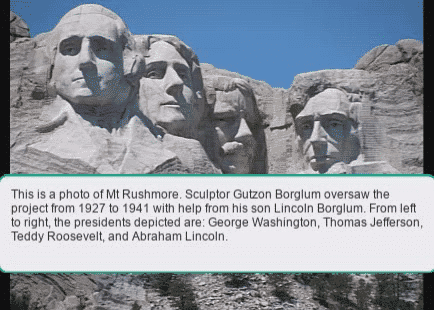 This is a photo of Mt Rushmore. Sculptor Gutzon Borglum oversaw the
project from 1927 to 1941 with help from his son Lincoln Borglum. From left
to right, the presidents depicted are: George Washington, Thomas Jefferson,
Teddy Roosevelt, and Abraham Lincoln.